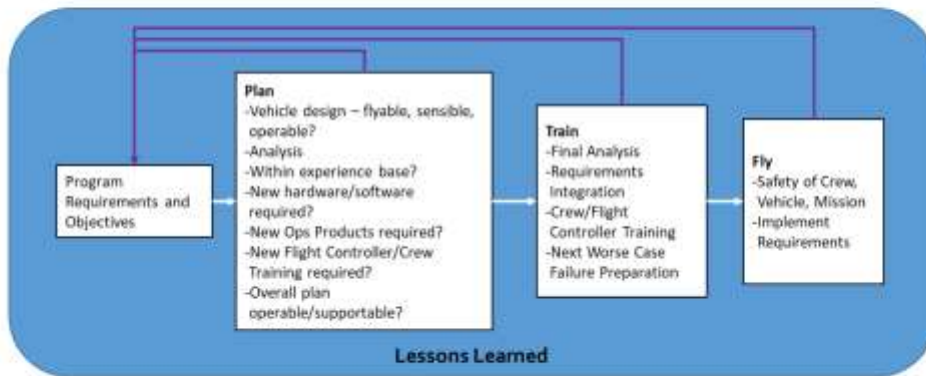 Program
Requirements and
Objectives
Plan
-Vehicle design – flyable, sensible,
operable?
-Analysis
-Within experience base?
-New hardware/software
required?
-New Ops Products required?
-New Flight Controller/Crew
Training required?
-Overall plan
operable/supportable?
Train
-Final Analysis
-Requirements
Integration
-Crew/Flight
Controller Training
-Next Worse Case
Failure Preparation
Fly
-Safety of Crew,
Vehicle, Mission
-Implement
Requirements
Lessons Learned